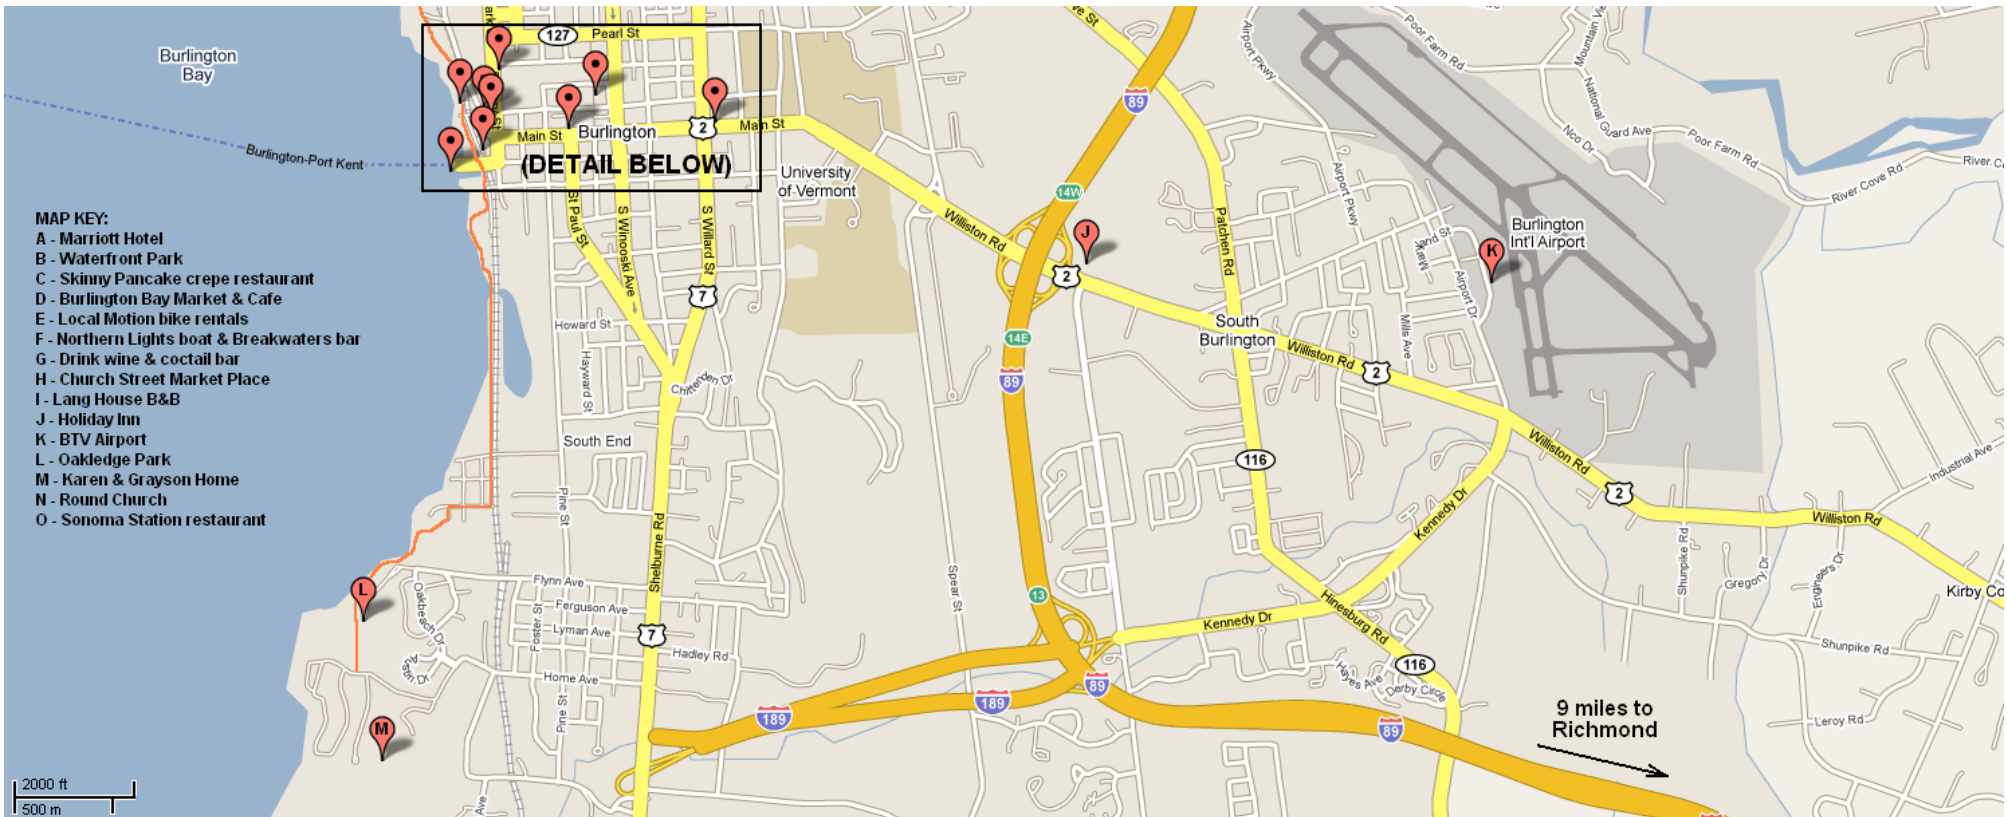 Burlington
Bay
127
Pearl St
Main St
Burlington
2
Main St
(DETAIL BELOW)
Burlington-Port Kent
University
of Vermont
St Paul St
S Winooski Ave
S Willard St
7
MAP KEY:
A - Marriott Hotel
B - Waterfront Park
C - Skinny Pancake crepe restaurant
D - Burlington Bay Market & Cafe
E - Local Motion bike rentals
F - Northern Lights boat & Breakwaters bar
G - Drink wine & coctail bar
H - Church Street Market Place
I - Lang House B&B
J - Holiday Inn
K - BTV Airport
L - Oakledge Park
M - Karen & Grayson Home
N - Round Church
O - Sonoma Station restaurant
89
14W
Williston Rd
J
2
14E
89
Airport Pkwy
Airport Pkwy
Patchen Rd
Poor Farm Rd
National Guard Ave
Nco Dr
Poor Farm Rd
River Cove Rd
Burlington
Int'l Airport
K
Airport Dr
Mills Ave
South
Burlington
Williston Rd
2
Howard St
Hayward St
Chittenden Dr
South End
116
Williston Rd
2
Williston Rd
Industrial Ave
Kennedy Dr
Pine St
Shelburne Rd
Spear St
13
L
Oakbeach Dr
Flynn Ave
Foster St
Ferguson Ave
Lyman Ave
7
Hadley Rd
Austin Dr
Home Ave
Pine St
Kennedy Dr
Hinesburg Rd
116
Hayes Ave
Derby Circle
Shunpike Rd
Gregory Dr
Engineers Dr
Shunpike Rd
Leroy Rd
M
189
189
89
89
9 miles to
Richmond
2000 ft
500 m
Ave